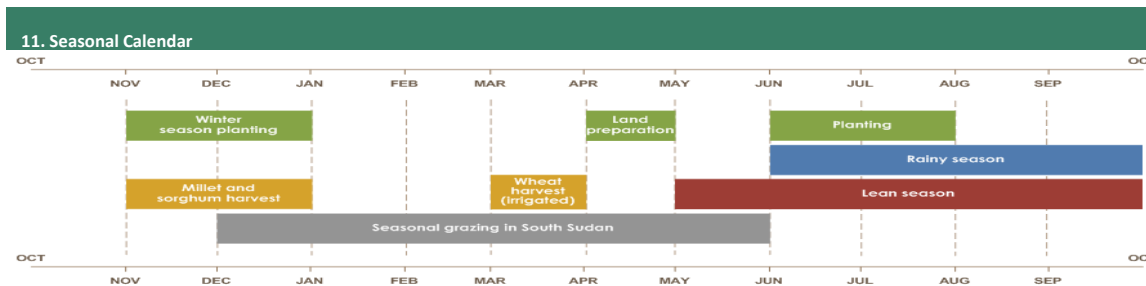 11. Seasonal Calendar
OCT
OC
NOV DEC JAN FEB MAR APR MAY JUN JUL AUG SEP
Winter
season planting
Land
preparation
Planting
Rainy season
Millet and
sorghum harvest
Wheat
harvest
(irrigated)
Lean season
Seasonal grazing in South Sudan
OCT
OC
NOV DEC JAN FEB MAR APR MAY JUN JUL AUG SEP